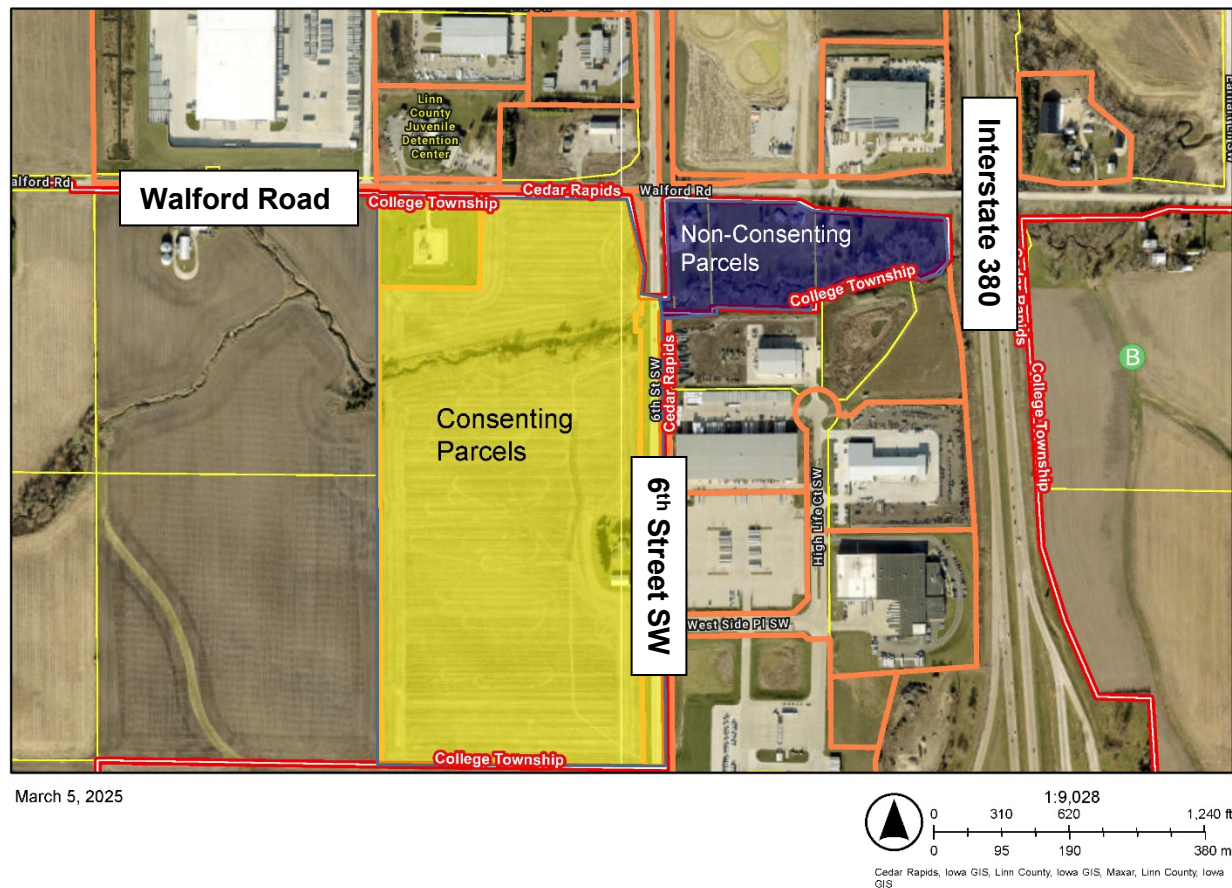 Linn
County
Juvenile
Detention
Center
alford Rd
Walford Road
Cedar Rapids
College Township
Walford Rd
Non-Consenting
Parcels
College Township
Interstate 380
Cedar Rapids
College Township
B
Consenting
Parcels
6th St SW
Cedar Rapids
6th Street SW
High Life Ct SW
West Side Pl SW
College Township
March 5, 2025
1:9,028
0 310 620 1,240 ft
0 95 190 380 m
Cedar Rapids, Iowa GIS, Linn County, Iowa GIS, Maxar, Linn County, Iowa
GIS